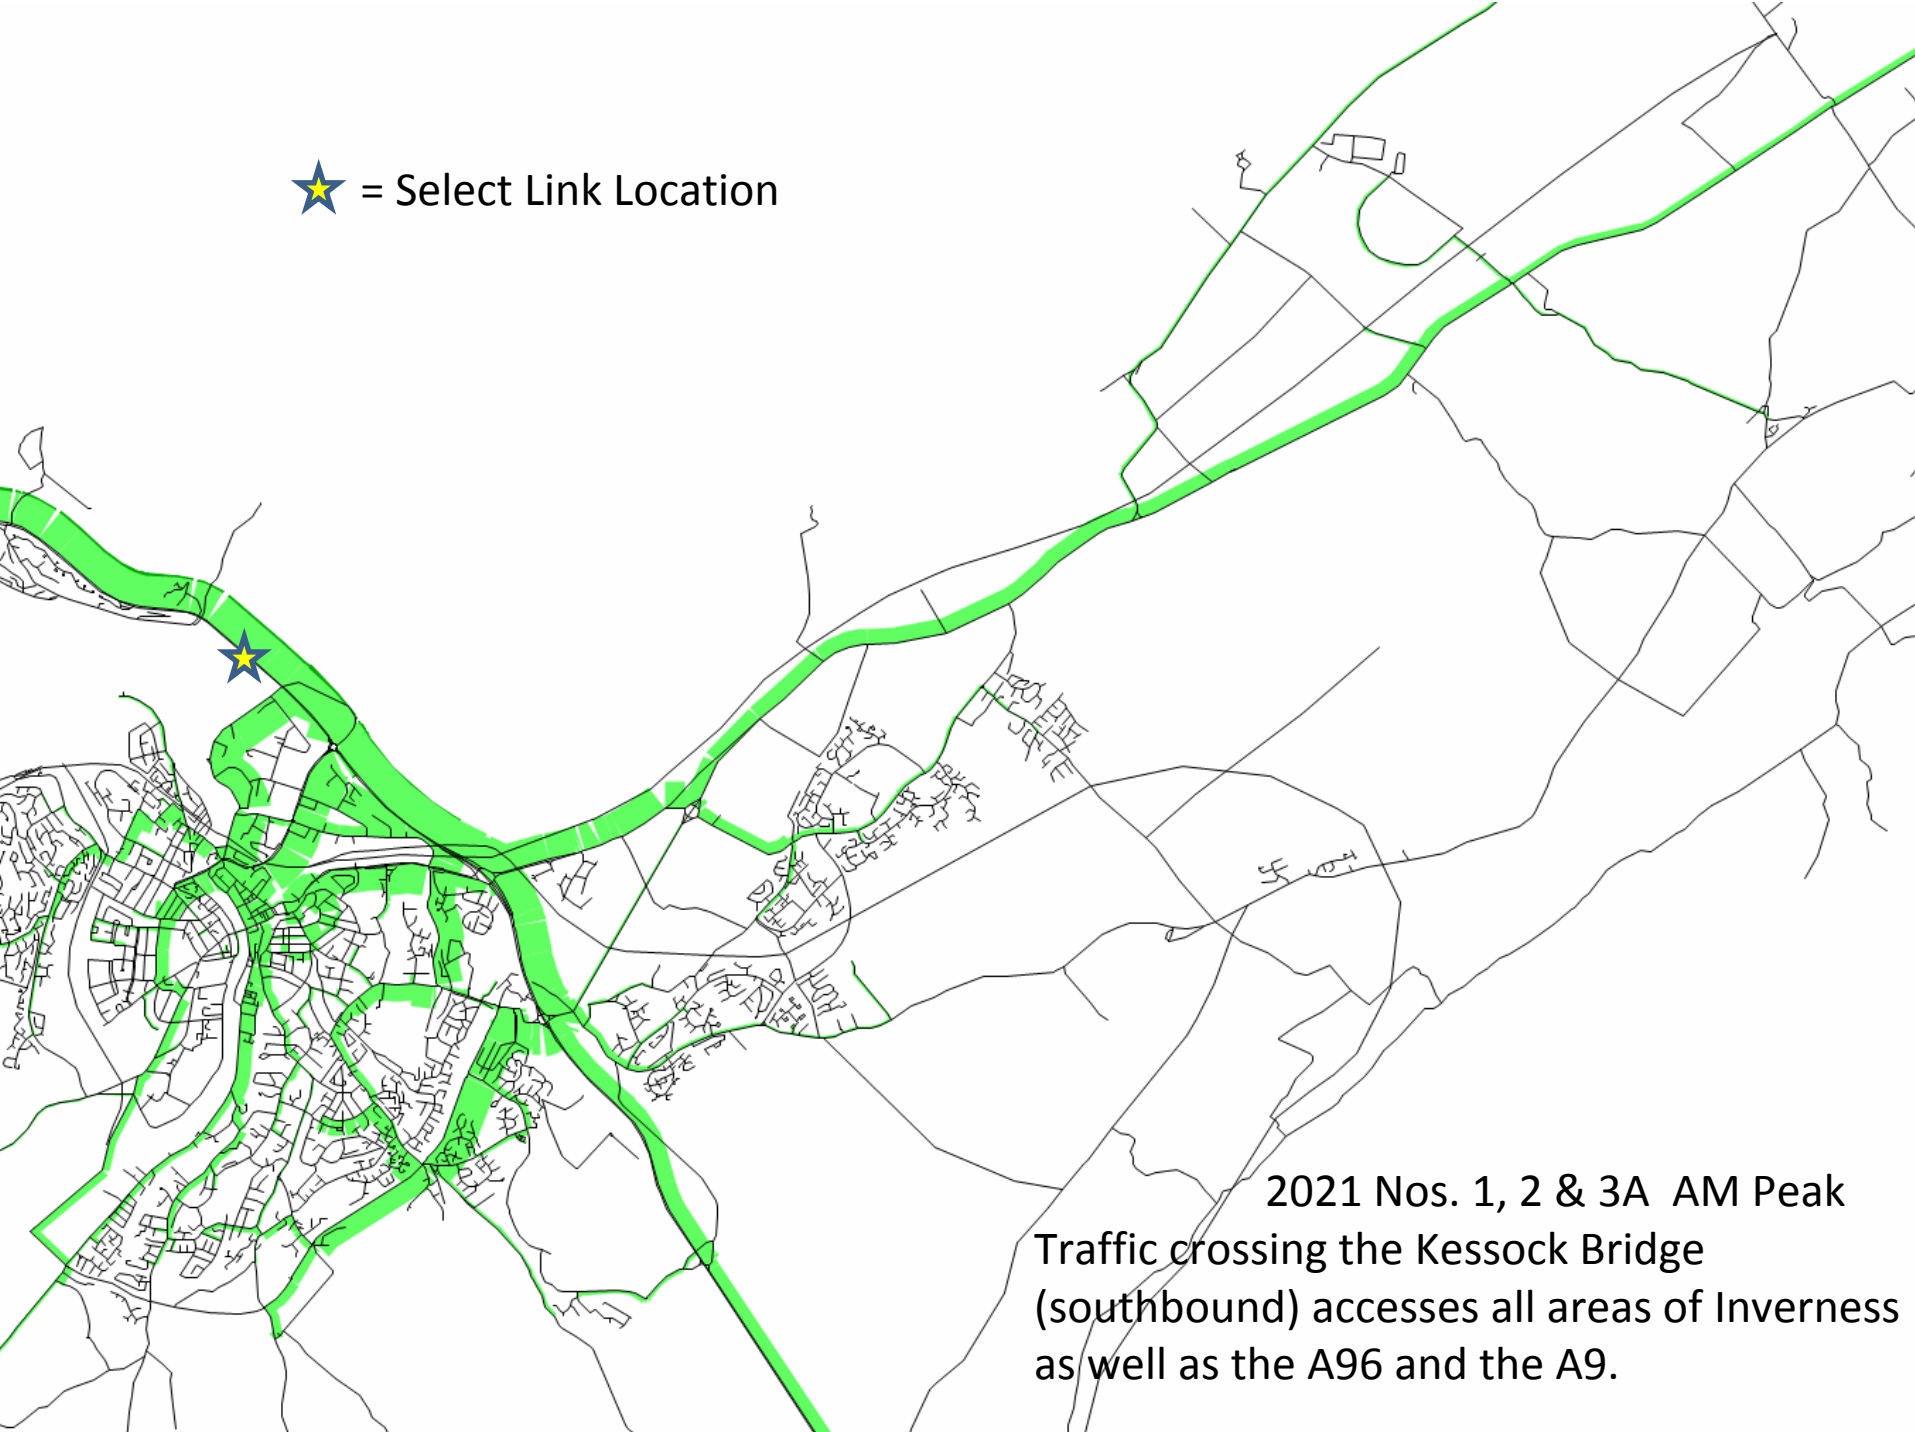 = Select Link Location
2021 Nos. 1, 2 & 3A AM Peak
Traffic crossing the Kessock Bridge
(southbound) accesses all areas of Inverness
as well as the A96 and the A9.